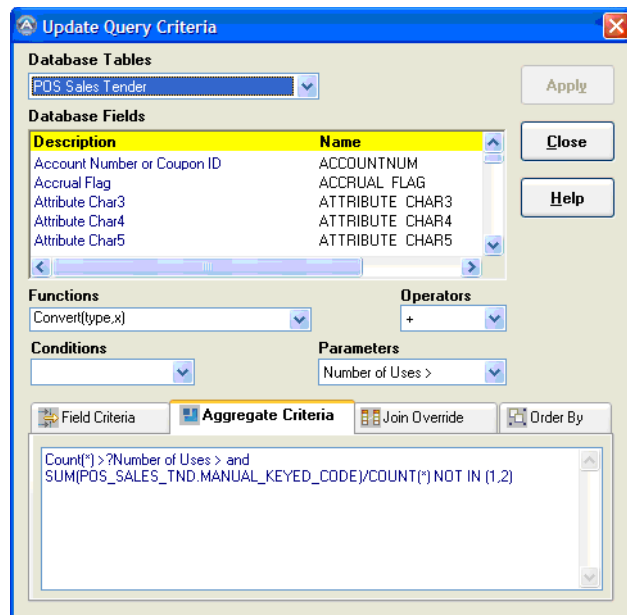 Update Query Criteria
Database Tables
POS Sales Tender
Apply
Database Fields
Description Name
Account Number or Coupon ID ACCOUNTNUM
Accrual Flag ACCRUAL FLAG
Attribute Char3 ATTRIBUTE CHAR3
Attribute Char4 ATTRIBUTE CHAR4
Attribute Char5 ATTRIBUTE CHAR5
Close
Help
Functions Operators
Convert(type,x) +
Conditions Parameters
Number of Uses >
Field Criteria Aggregate Criteria Join Override Order By
Count(*) >?Number of Uses > and
SUM(POS_SALES_TND.MANUAL_KEYED_CODE)/COUNT(*) NOT IN (1,2)